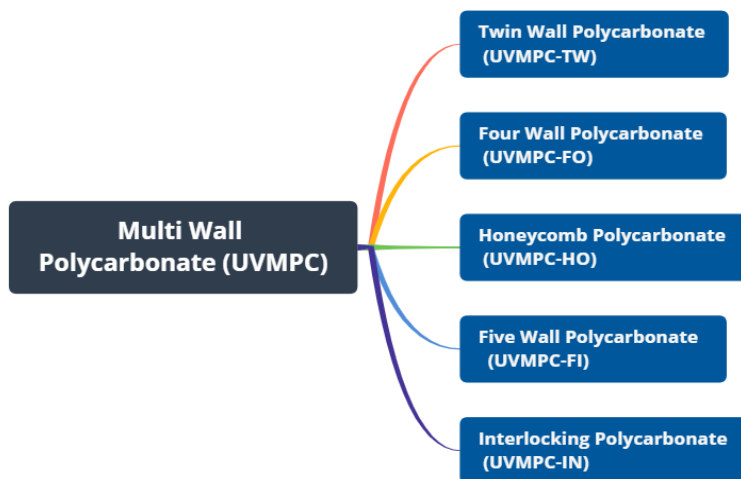 Twin Wall Polycarbonate
(UVMPC-TW)
Four Wall Polycarbonate
(UVMPC-FO)
Multi Wall
Polycarbonate (UVMPC)
Honeycomb Polycarbonate
(UVMPC-HO)
Five Wall Polycarbonate
(UVMPC-FI)
Interlocking Polycarbonate
(UVMPC-IN)